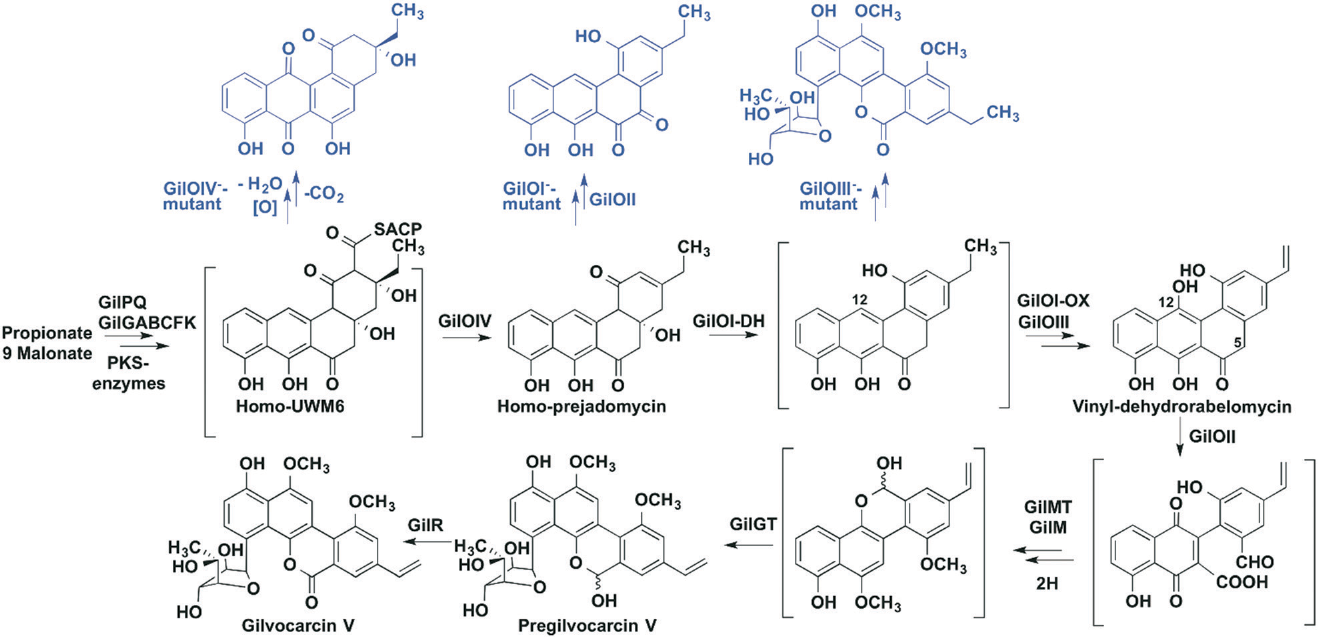 CH₃
O
O
OH
OH
O
OH
CH₃
HO
O
OH
OH
O
OH
OCH₃
OCH₃
H₃C
OH
HO
O
O
CH₃
HO
O
GilOIV⁻-
mutant
- H₂O
[O]
-CO₂
GilOI⁻-
mutant
GilOII
GilOIII⁻-
mutant
O
SACP
CH₃
O
OH
OH
OH
OH
O
Homo-UWM6
Propionate
9 Malonate
GilPQ
GilGABCFK
PKS-
enzymes
GilOIV
CH₃
O
OH
OH
OH
O
Homo-prejadomycin
GilOI-DH
CH₃
HO
12
OH
OH
O
GilOI-OX
GilOIII
HO
OH
12
5
OH
OH
O
Vinyl-dehydrorabelomycin
GilOII
HO
O
CHO
COOH
OH
O
GilMT
GilM
2H
OH
O
OCH₃
OH
OCH₃
GilGT
OH
OCH₃
OCH₃
H₃C
OH
HO
O
O
OH
HO
Pregilvocarcin V
GilR
OH
OCH₃
OCH₃
H₃C
OH
HO
O
O
HO
O
Gilvocarcin V